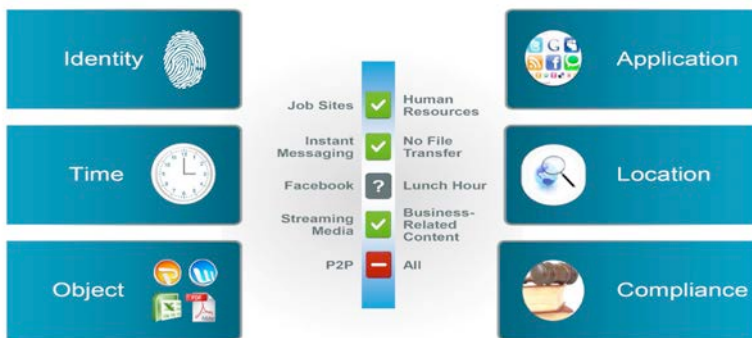 Identity
Time
Object
Job Sites
Human
Resources
Instant
Messaging
No File
Transfer
Facebook
?
Lunch Hour
Streaming
Media
Business-
Related
Content
P2P
All
Application
Location
Compliance